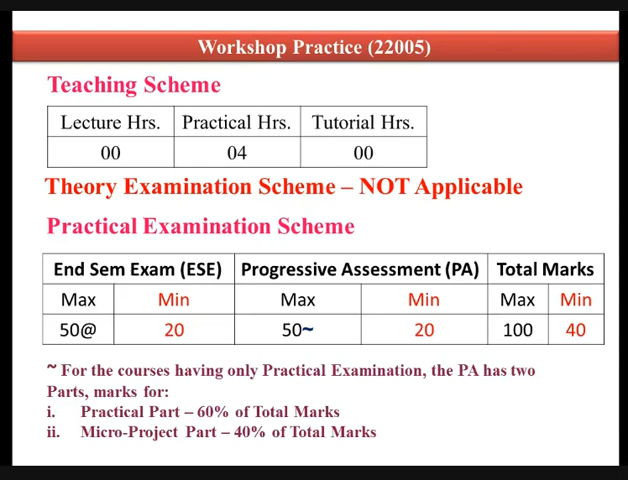 Workshop Practice (22005)
Teaching Scheme
Lecture Hrs. Practical Hrs. Tutorial Hrs.
00 04 00
Theory Examination Scheme – NOT Applicable
Practical Examination Scheme
End Sem Exam (ESE) Progressive Assessment (PA) Total Marks
Max Min Max Min Max Min
50@ 20 50~ 20 100 40
~ For the courses having only Practical Examination, the PA has two
Parts, marks for:
i. Practical Part – 60% of Total Marks
ii. Micro-Project Part – 40% of Total Marks